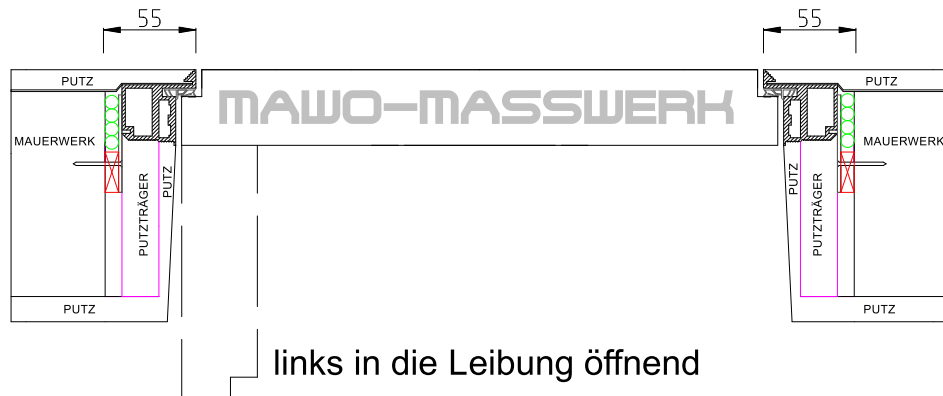 55
55
PUTZ
PUTZ
MAWO-MASSWERK
MAUERWERK
MAUERWERK
PUTZ
PUTZTRÄGER
PUTZ
PUTZTRÄGER
PUTZ
PUTZ
links in die Leibung öffnend